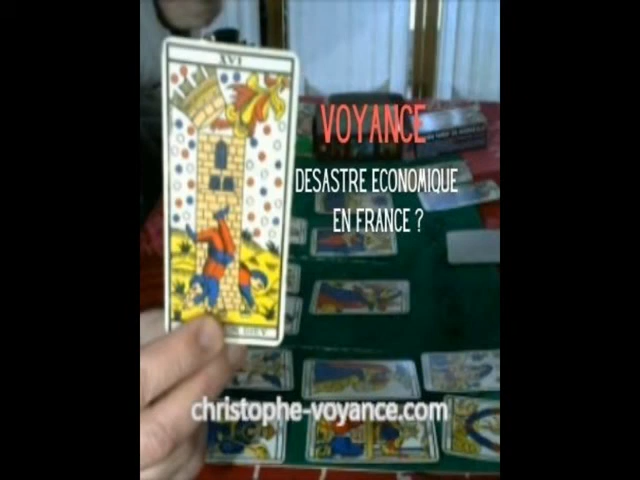 XVI
VOYANCE
DESASTRE ECONOMIQUE
EN FRANCE ?
christophe-voyance.com